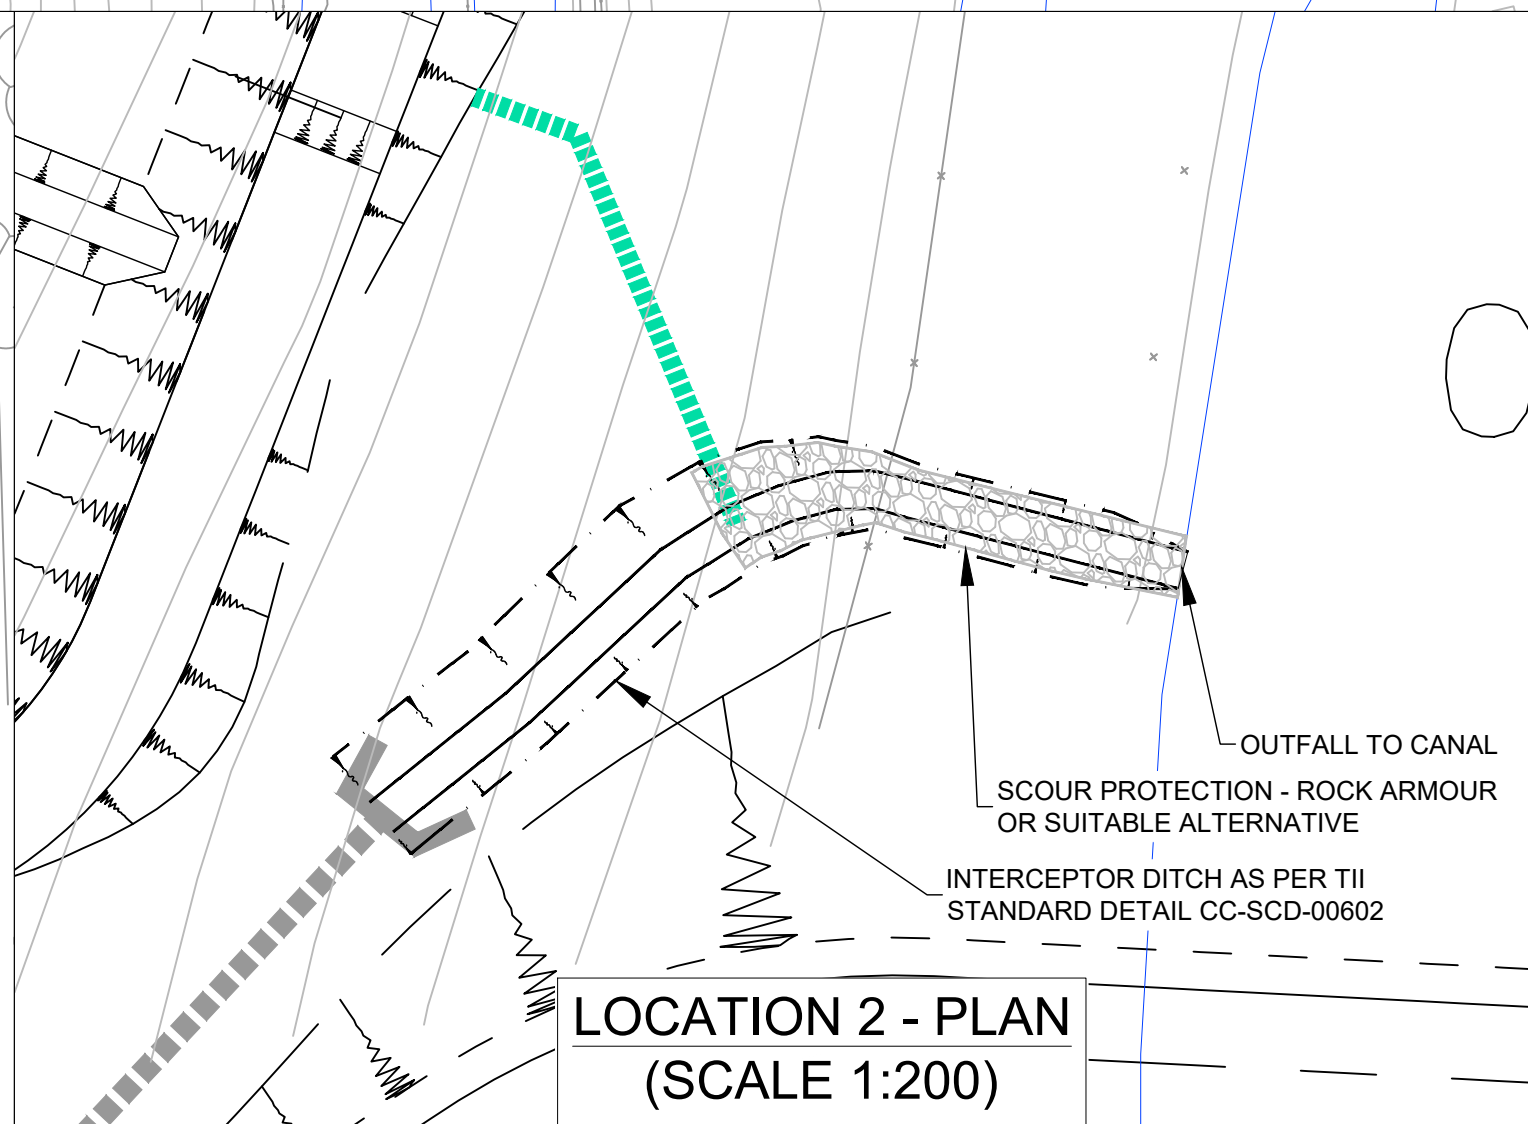 OUTFALL TO CANAL
SCOUR PROTECTION - ROCK ARMOUR
OR SUITABLE ALTERNATIVE
INTERCEPTOR DITCH AS PER TII
STANDARD DETAIL CC-SCD-00602
LOCATION 2 - PLAN
(SCALE 1:200)